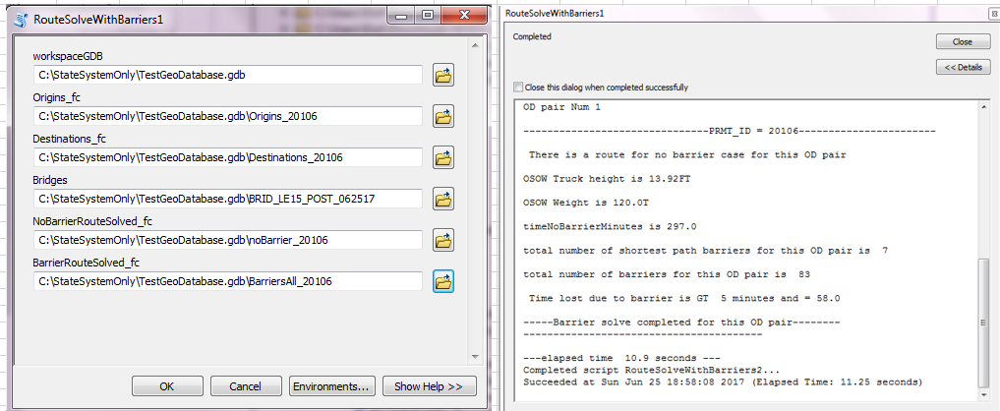 RouteSolveWithBarriers1
workspaceGDB
C:\StateSystemOnly\TestGeoDatabase.gdb
Origins_fc
C:\StateSystemOnly\TestGeoDatabase.gdb\Origins_20106
Destinations_fc
C:\StateSystemOnly\TestGeoDatabase.gdb\Destinations_20106
Bridges
C:\StateSystemOnly\TestGeoDatabase.gdb\BRID_LE15_POST_062517
NoBarrierRouteSolved_fc
C:\StateSystemOnly\TestGeoDatabase.gdb\noBarrier_20106
BarrierRouteSolved_fc
C:\StateSystemOnly\TestGeoDatabase.gdb\BarriersAll_20106
OK Cancel Environments... Show Help >>
RouteSolveWithBarriers1
Completed
Close
<< Details
Close this dialog when completed successfully
OD pair Num 1
---------------------------------PRMT_ID = 20106-----------------------
There is a route for no barrier case for this OD pair
OSOW Truck height is 13.92FT
OSOW Weight is 120.0T
timeNoBarrierMinutes is 297.0
total number of shortest path barriers for this OD pair is  7
total number of barriers for this OD pair is  83
Time lost due to barrier is GT  5 minutes and = 58.0
-----Barrier solve completed for this OD pair--------
-----------------------------------------
---elapsed time  10.9 seconds ---
Completed script RouteSolveWithBarriers2...
Succeeded at Sun Jun 25 18:58:08 2017 (Elapsed Time: 11.25 seconds)